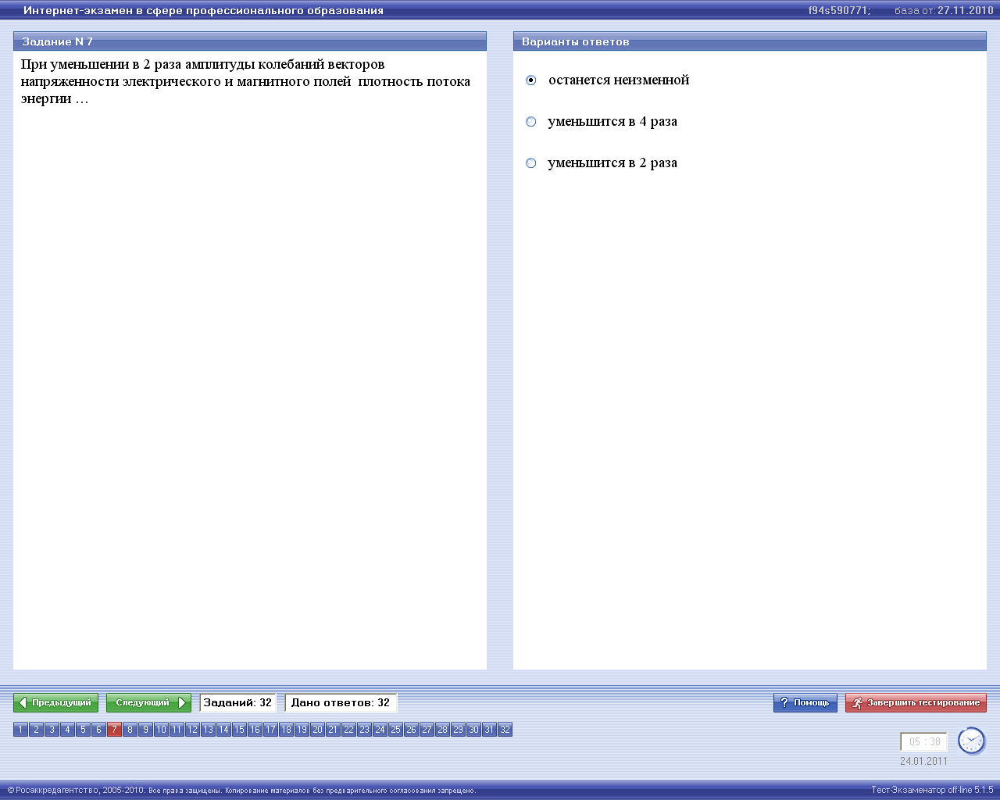 Интернет-экзамен в сфере профессионального образования
f94s590771; база от: 27.11.2010
Задание N 7
При уменьшении в 2 раза амплитуды колебаний векторов
напряженности электрического и магнитного полей плотность потока
энергии …
Варианты ответов
останется неизменной
уменьшится в 4 раза
уменьшится в 2 раза
Предыдущий Следующий Заданий: 32 Дано ответов: 32 ? Помощь Завершить тестирование
1 2 3 4 5 6 7 8 9 10 11 12 13 14 15 16 17 18 19 20 21 22 23 24 25 26 27 28 29 30 31 32
05 : 38
24.01.2011
© Росаккредагентство, 2005-2010. Все права защищены. Копирование материалов без предварительного согласования запрещено. Тест-Экзаменатор off-line 5.1.5